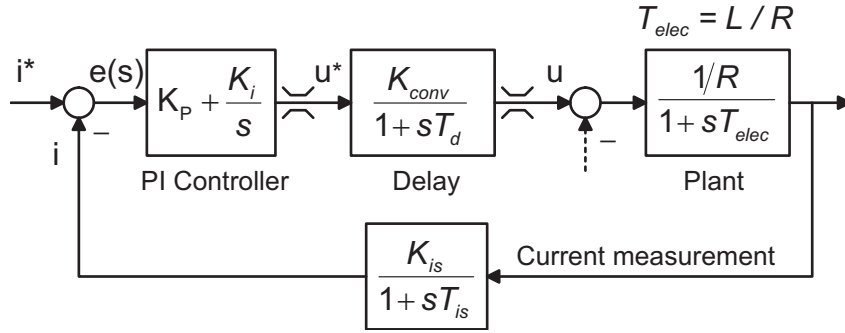 T_elec = L / R
i*
e(s)
K_P + K_i / s
u*
K_conv / 1 + sT_d
u
1/R / 1 + sT_elec
−
−
i
PI Controller
Delay
Plant
K_is / 1 + sT_is
Current measurement